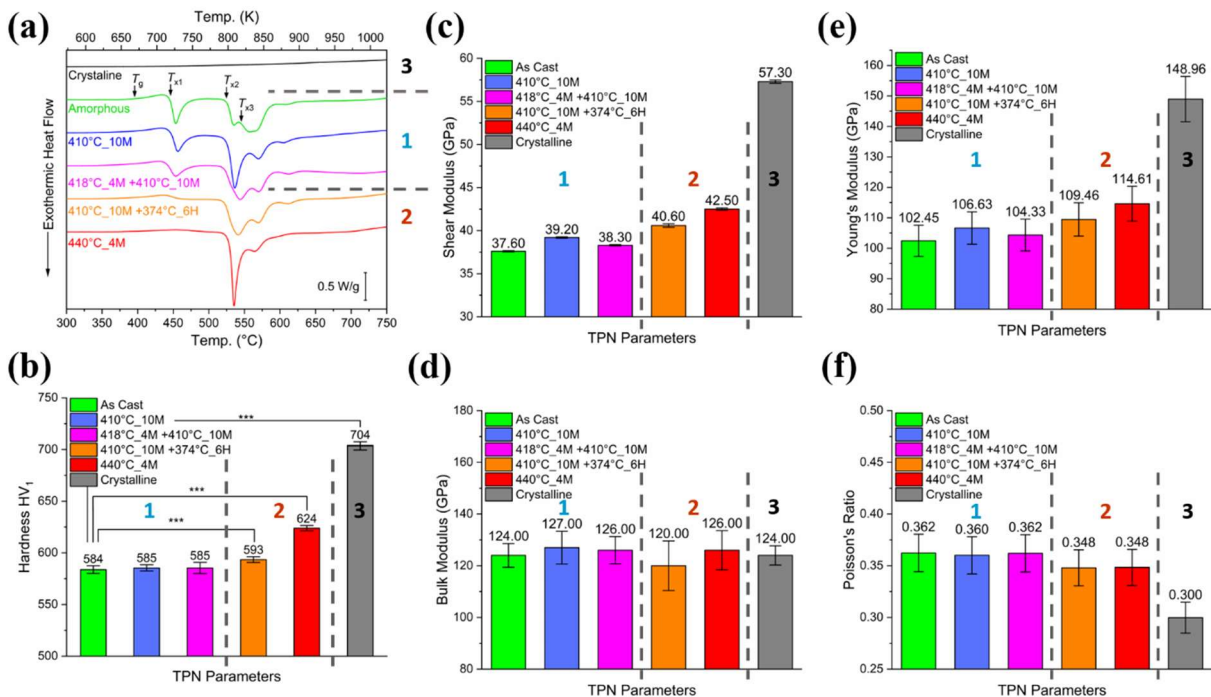 (a)
Temp. (K)
600 650 700 750 800 850 900 950 1000
Crystaline
3
Tg
Tx1
Tx2
Tx3
Amorphous
410°C_10M
1
418°C_4M +410°C_10M
410°C_10M +374°C_6H
2
440°C_4M
0.5 W/g
Exothermic Heat Flow
300 350 400 450 500 550 600 650 700 750
Temp. (°C)
(c)
As Cast
410°C_10M
418°C_4M +410°C_10M
410°C_10M +374°C_6H
440°C_4M
Crystalline
60
55
50
45
40
35
30
Shear Modulus (GPa)
1
2
3
37.60
39.20
38.30
40.60
42.50
57.30
TPN Parameters
(e)
As Cast
410°C_10M
418°C_4M +410°C_10M
410°C_10M +374°C_6H
440°C_4M
Crystalline
160
150
140
130
120
115
110
105
100
95
90
85
80
Young's Modulus (GPa)
1
2
3
102.45
106.63
104.33
109.46
114.61
148.96
TPN Parameters
(b)
As Cast
410°C_10M
418°C_4M +410°C_10M
410°C_10M +374°C_6H
440°C_4M
Crystalline
750
725
700
675
650
625
600
575
500
Hardness HV1
***
***
***
1
2
3
584
585
585
593
624
704
TPN Parameters
(d)
As Cast
410°C_10M
418°C_4M +410°C_10M
410°C_10M +374°C_6H
440°C_4M
Crystalline
180
160
140
120
100
80
Bulk Modulus (GPa)
1
2
3
124.00
127.00
126.00
120.00
126.00
124.00
TPN Parameters
(f)
As Cast
410°C_10M
418°C_4M +410°C_10M
410°C_10M +374°C_6H
440°C_4M
Crystalline
0.50
0.45
0.40
0.35
0.30
0.25
Poisson's Ratio
1
2
3
0.362
0.360
0.362
0.348
0.348
0.300
TPN Parameters